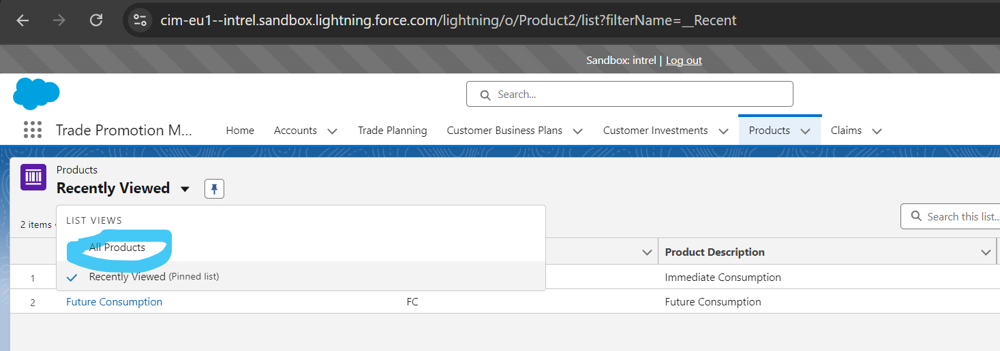 cim-eu1--intrel.sandbox.lightning.force.com/lightning/o/Product2/list?filterName=__Recent
Sandbox: intrel | Log out
Search...
Trade Promotion M... Home Accounts Trade Planning Customer Business Plans Customer Investments Products Claims
Products
Recently Viewed
2 items
LIST VIEWS
Search this list...
All Products
Product Description
Recently Viewed (Pinned list)
1 Immediate Consumption
2 Future Consumption FC Future Consumption